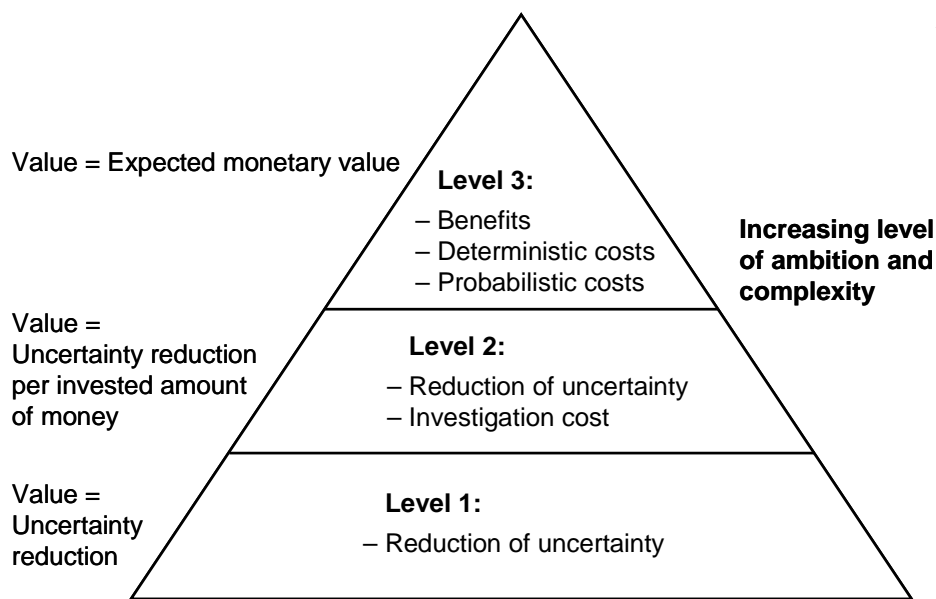 Value = Expected monetary value
Level 3:
– Benefits
– Deterministic costs
– Probabilistic costs
Increasing level
of ambition and
complexity
Value =
Uncertainty reduction
per invested amount
of money
Level 2:
– Reduction of uncertainty
– Investigation cost
Value =
Uncertainty
reduction
Level 1:
– Reduction of uncertainty